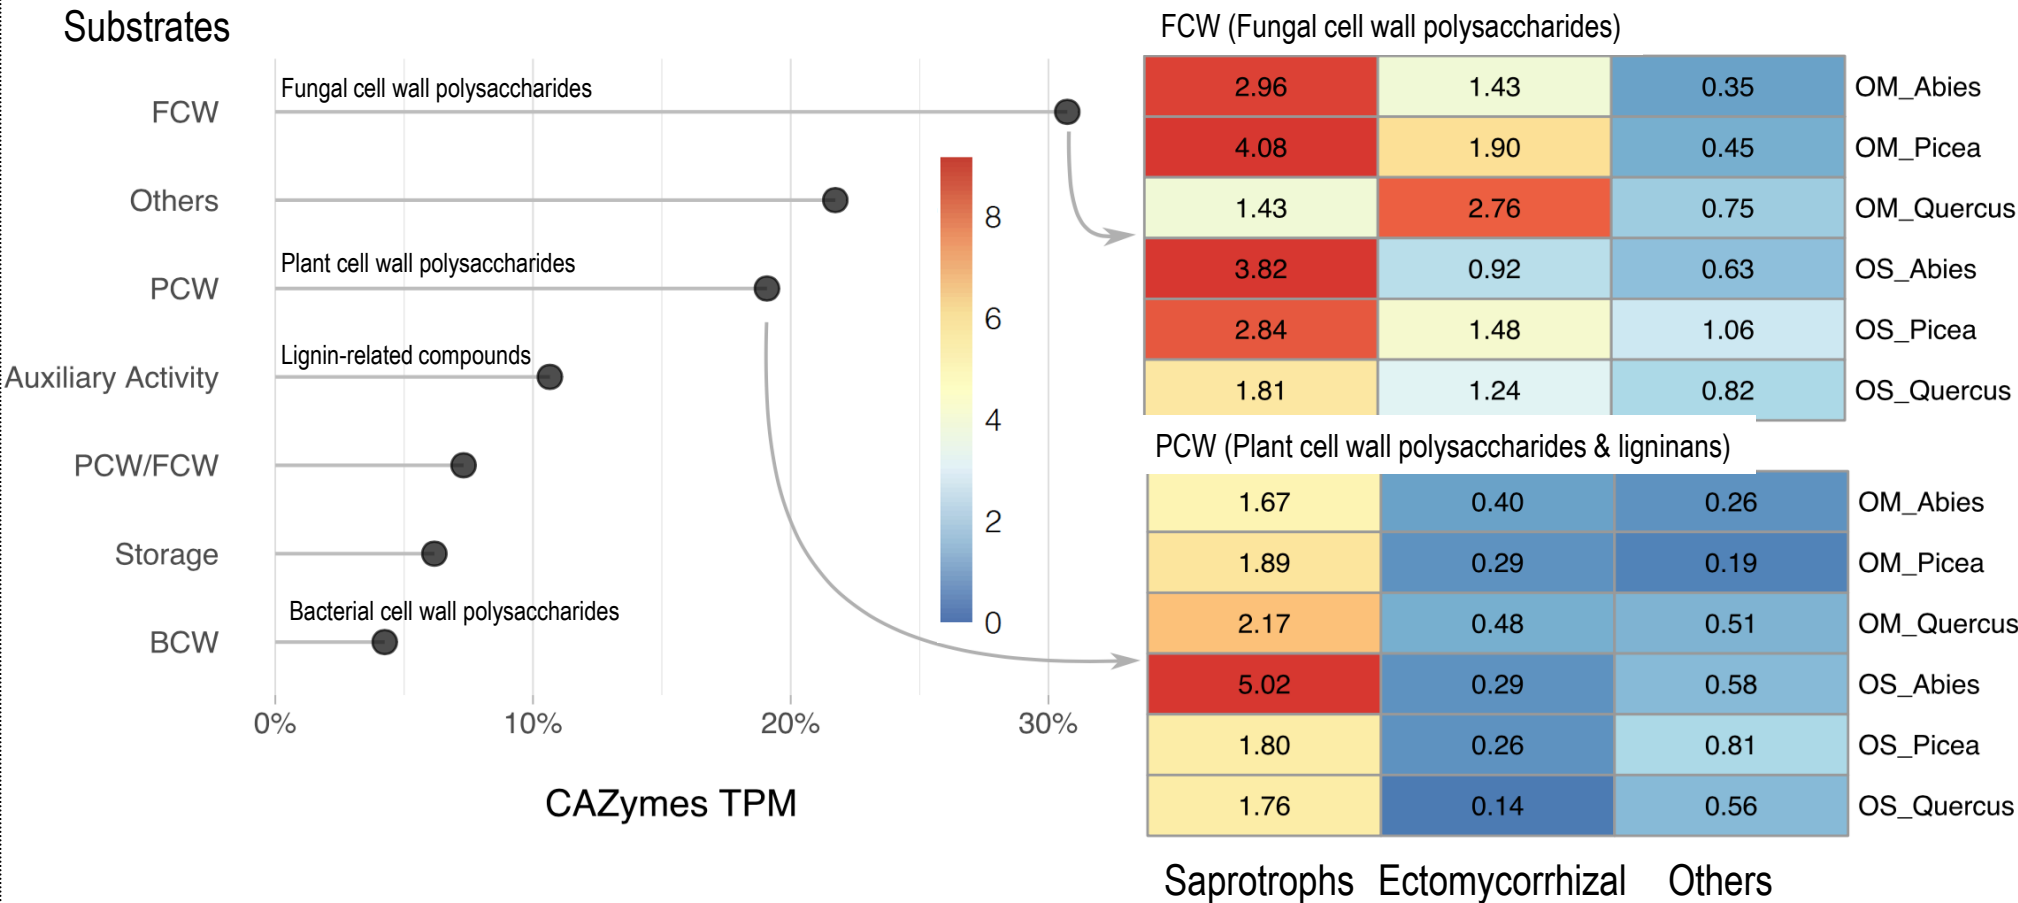 Substrates
FCW
Fungal cell wall polysaccharides
Others
PCW
Plant cell wall polysaccharides
Auxiliary Activity
Lignin-related compounds
PCW/FCW
Storage
BCW
Bacterial cell wall polysaccharides
0% 10% 20% 30%
CAZymes TPM
8
6
4
2
0
FCW (Fungal cell wall polysaccharides)
2.96 1.43 0.35 OM_Abies
4.08 1.90 0.45 OM_Picea
1.43 2.76 0.75 OM_Quercus
3.82 0.92 0.63 OS_Abies
2.84 1.48 1.06 OS_Picea
1.81 1.24 0.82 OS_Quercus
PCW (Plant cell wall polysaccharides & ligninans)
1.67 0.40 0.26 OM_Abies
1.89 0.29 0.19 OM_Picea
2.17 0.48 0.51 OM_Quercus
5.02 0.29 0.58 OS_Abies
1.80 0.26 0.81 OS_Picea
1.76 0.14 0.56 OS_Quercus
Saprotrophs Ectomycorrhizal Others